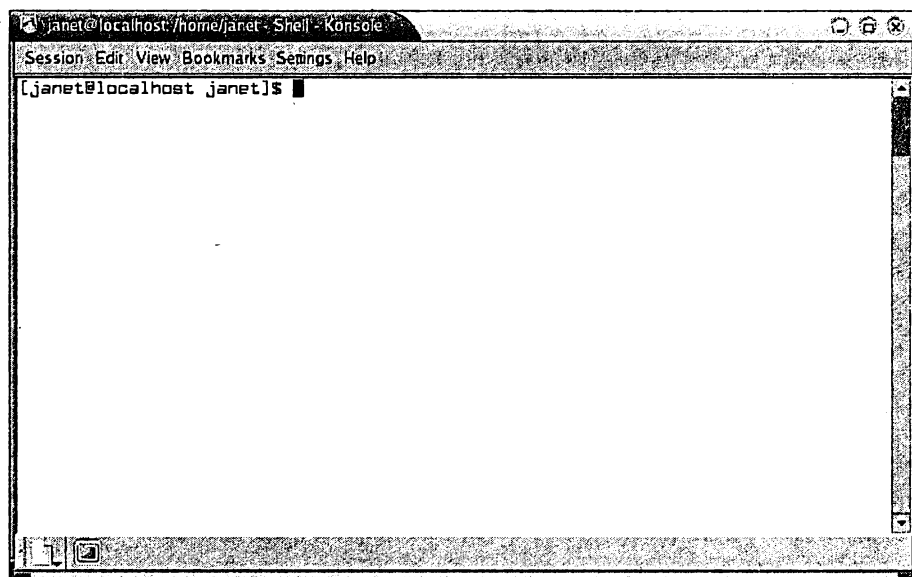 janet@localhost:/home/janet - Shell - Konsole
Session Edit View Bookmarks Settings Help
[janet@localhost janet]$